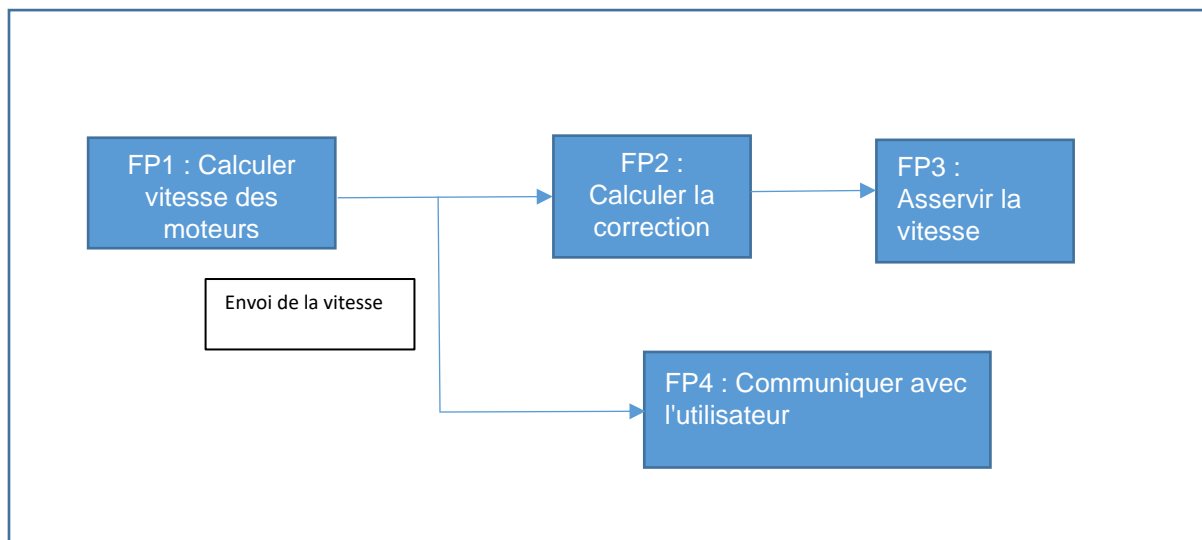 FP1 : Calculer
vitesse des
moteurs
FP2 :
Calculer la
correction
FP3 :
Asservir la
vitesse
Envoi de la vitesse
FP4 : Communiquer avec
l'utilisateur